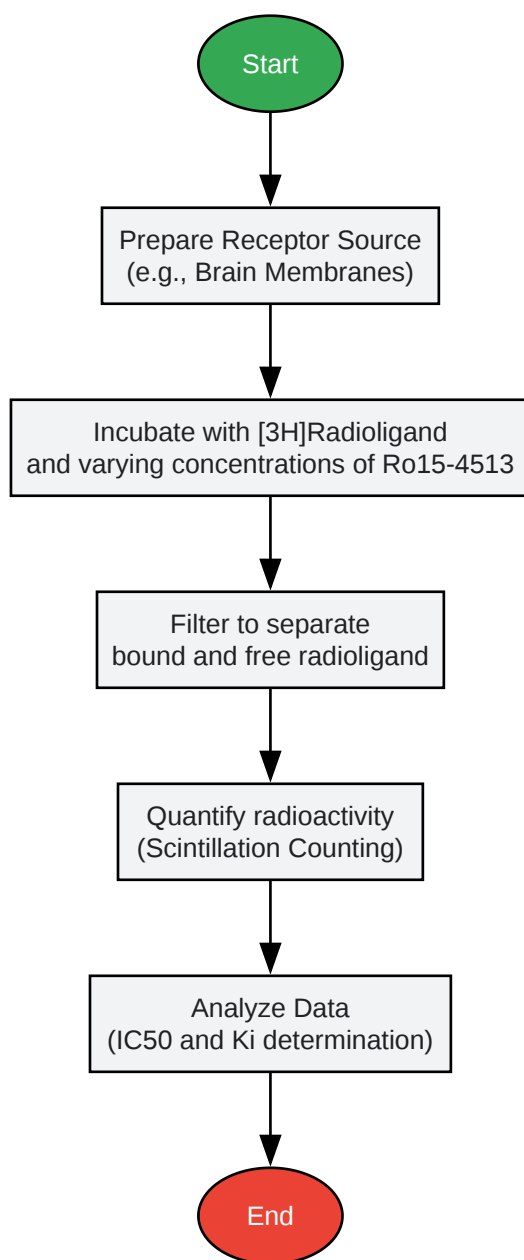 Start
Prepare Receptor Source
(e.g., Brain Membranes)
Incubate with [3H]Radioligand
and varying concentrations of Ro15-4513
Filter to separate
bound and free radioligand
Quantify radioactivity
(Scintillation Counting)
Analyze Data
(IC50 and Ki determination)
End